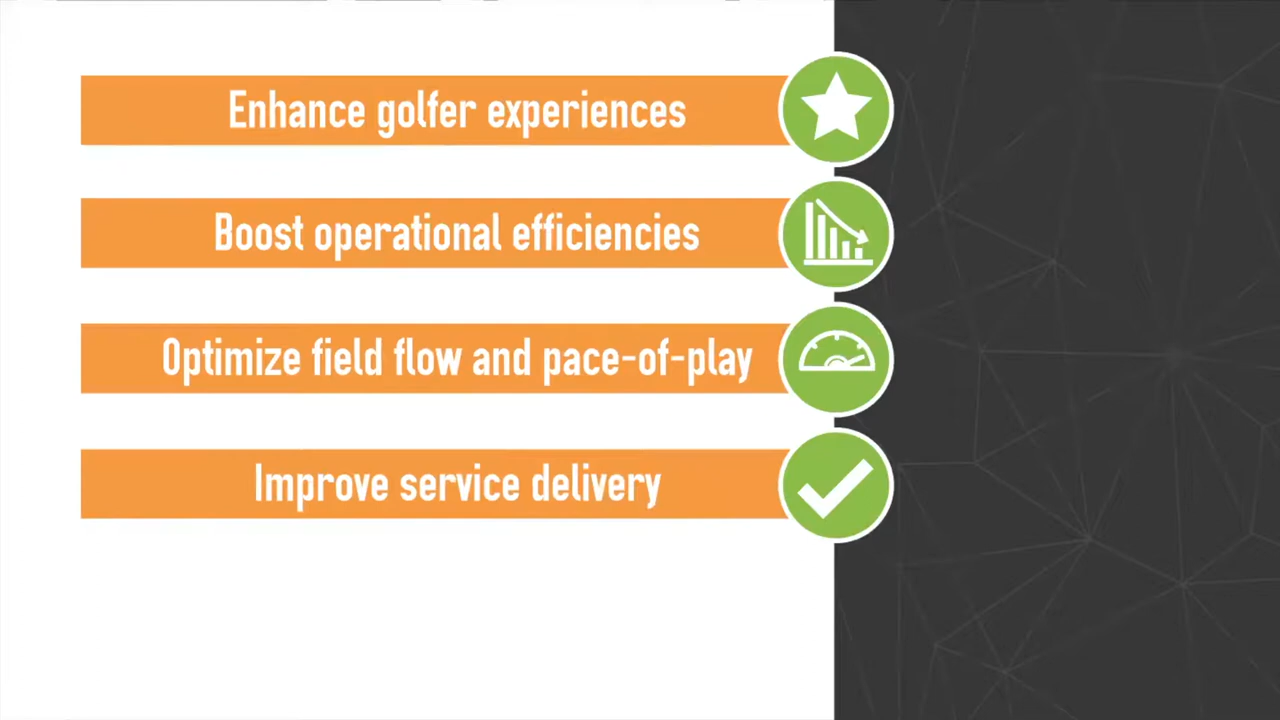 Enhance golfer experiences
Boost operational efficiencies
Optimize field flow and pace-of-play
Improve service delivery